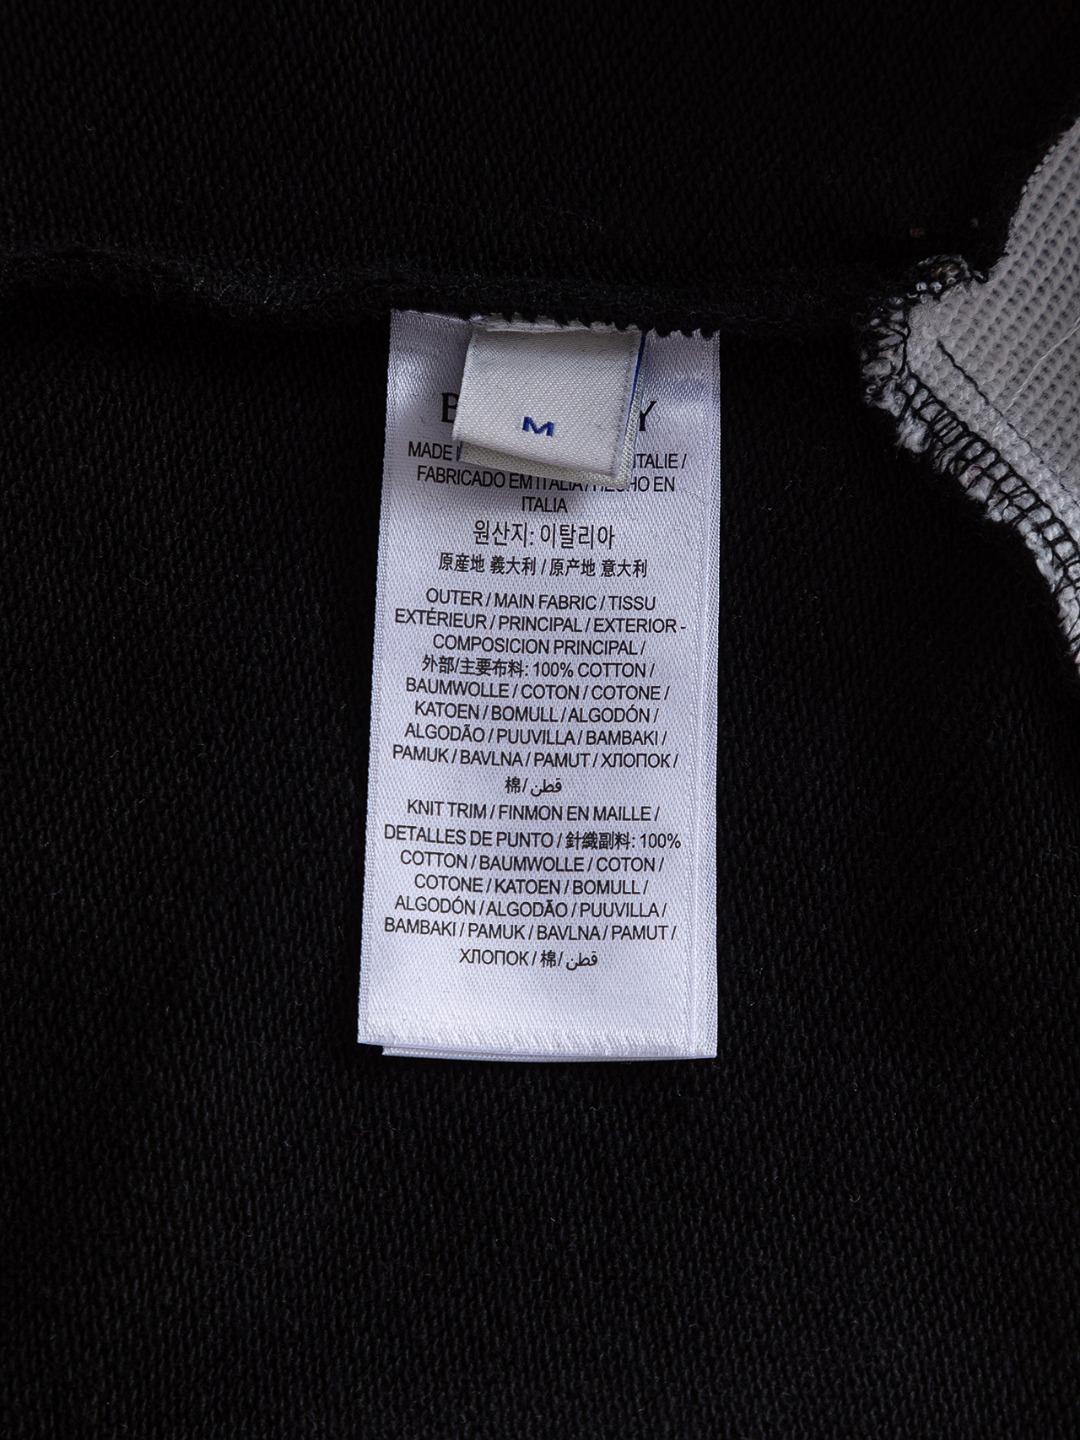 M
MADE
ITALIE /
FABRICADO EM ITALIA / HECHO EN
ITALIA
원산지: 이탈리아
原産地 義大利 / 原产地 意大利
OUTER / MAIN FABRIC / TISSU
EXTÉRIEUR / PRINCIPAL / EXTERIOR -
COMPOSICION PRINCIPAL /
外部/主要布料: 100% COTTON /
BAUMWOLLE / COTON / COTONE /
KATOEN / BOMULL / ALGODÓN /
ALGODÃO / PUUVILLA / BAMBAKI /
PAMUK / BAVLNA / PAMUT / ХЛОПОК /
棉/ قطن
KNIT TRIM / FINMON EN MAILLE /
DETALLES DE PUNTO / 針織副料: 100%
COTTON / BAUMWOLLE / COTON /
COTONE / KATOEN / BOMULL /
ALGODÓN / ALGODÃO / PUUVILLA /
BAMBAKI / PAMUK / BAVLNA / PAMUT /
ХЛОПОК / 棉/ قطن